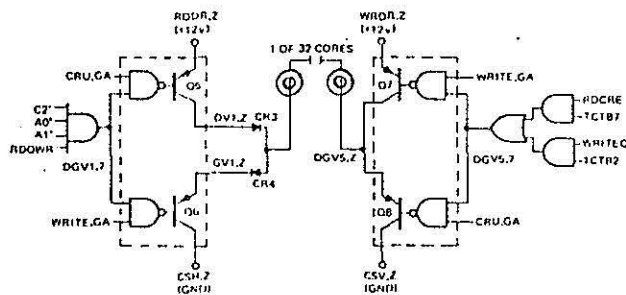 RDDR,Z
(+12v)
WRDR,Z
(+12v)
1 OF 32 CORES
CRU,GA
Q5
Q7
WRITE,GA
C2'
A0'
A1'
RDOWR
DV1,Z
CR3
RDCRE
TCTB7
DGV1,7
GV1,Z
DGV5,Z
DGV5,7
CR4
TCTR2
WRITE,GA
Q6
Q8
CRU,GA
CSH,Z
(GND)
CSV,Z
(GND)